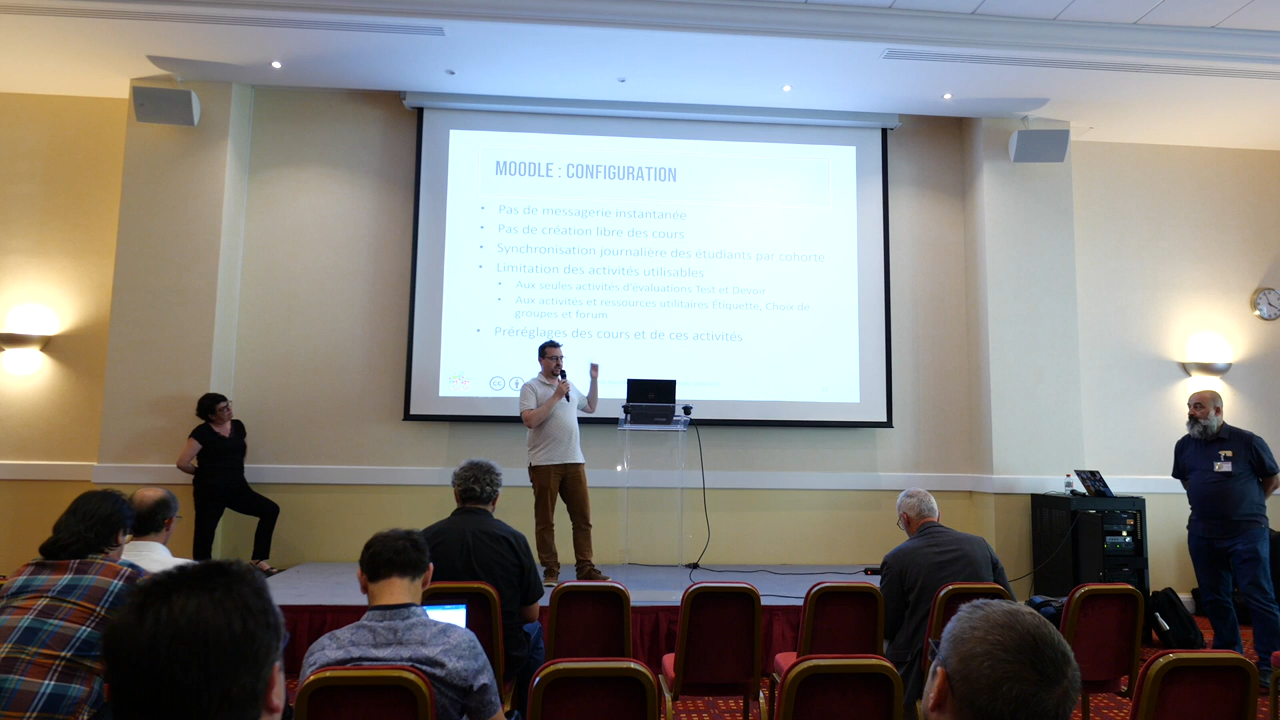 MOODLE : CONFIGURATION
• Pas de messagerie instantanée
• Pas de création libre des cours
• Synchronisation journalière des étudiants par cohorte
• Limitation des activités utilisables
• Aux seules activités d'évaluations Test et Devoir
• Aux activités et ressources utilitaires Étiquette, Choix de
groupes et forum
• Préréglages des cours et de ces activités
cc